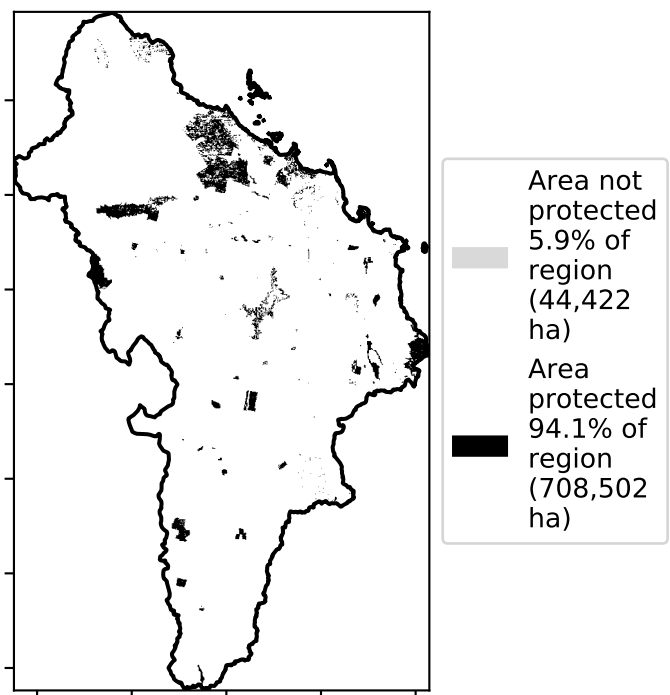 Area not
protected
5.9% of
region
(44,422
ha)
Area
protected
94.1% of
region
(708,502
ha)